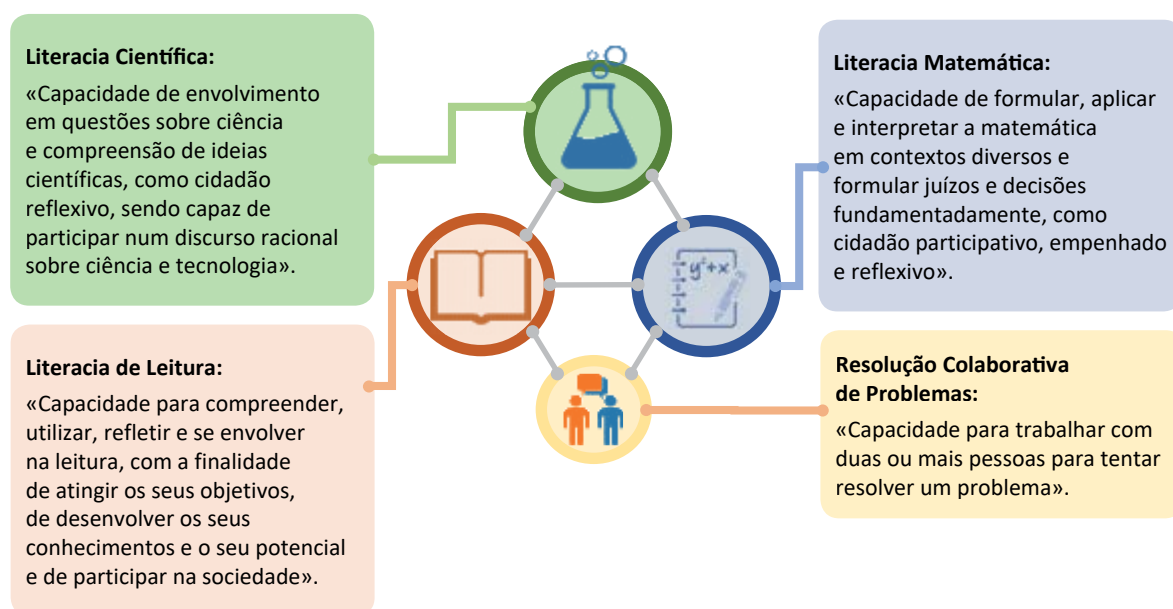 Literacia Científica:
«Capacidade de envolvimento
em questões sobre ciência
e compreensão de ideias
científicas, como cidadão
reflexivo, sendo capaz de
participar num discurso racional
sobre ciência e tecnologia».
Literacia Matemática:
«Capacidade de formular, aplicar
e interpretar a matemática
em contextos diversos e
formular juízos e decisões
fundamentadamente, como
cidadão participativo, empenhado
e reflexivo».
y²+x
Literacia de Leitura:
«Capacidade para compreender,
utilizar, refletir e se envolver
na leitura, com a finalidade
de atingir os seus objetivos,
de desenvolver os seus
conhecimentos e o seu potencial
e de participar na sociedade».
Resolução Colaborativa
de Problemas:
«Capacidade para trabalhar com
duas ou mais pessoas para tentar
resolver um problema».